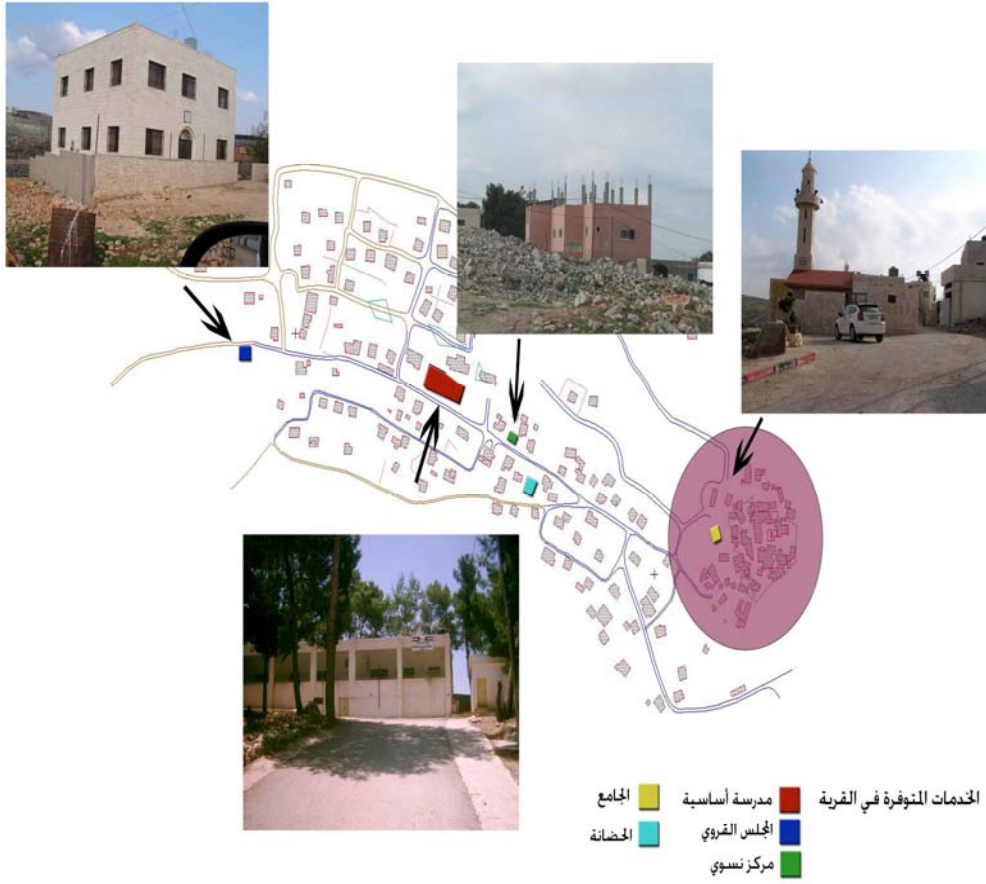 الخدمات المتوفرة في القرية
مدرسة أساسية
الجامع
المجلس القروي
الحضانة
مركز نسوي